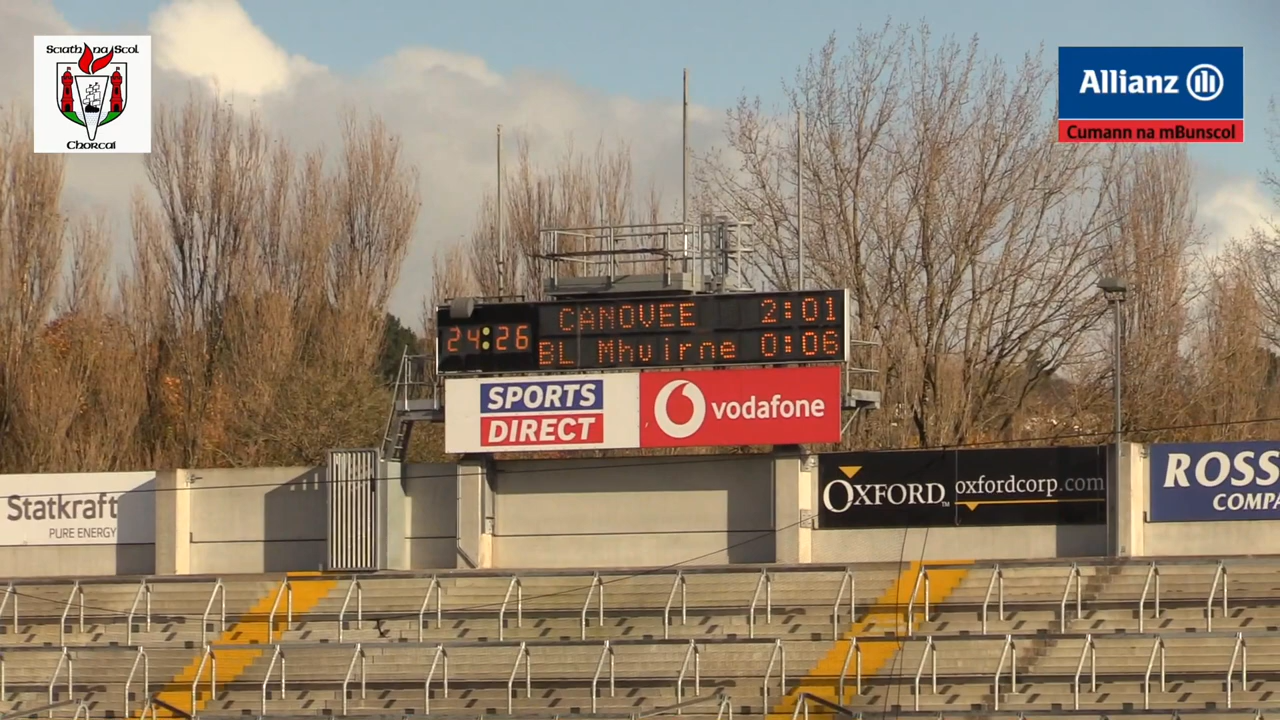 Sciath na Scol
Chorcaí
Allianz
Cumann na mBunscol
24:26
CANOVEE 2:01
BL Mhuirne 0:06
SPORTS
DIRECT
vodafone
Statkraft
PURE ENERGY
OXFORD™
oxfordcorp.com
ROSS
COMPA